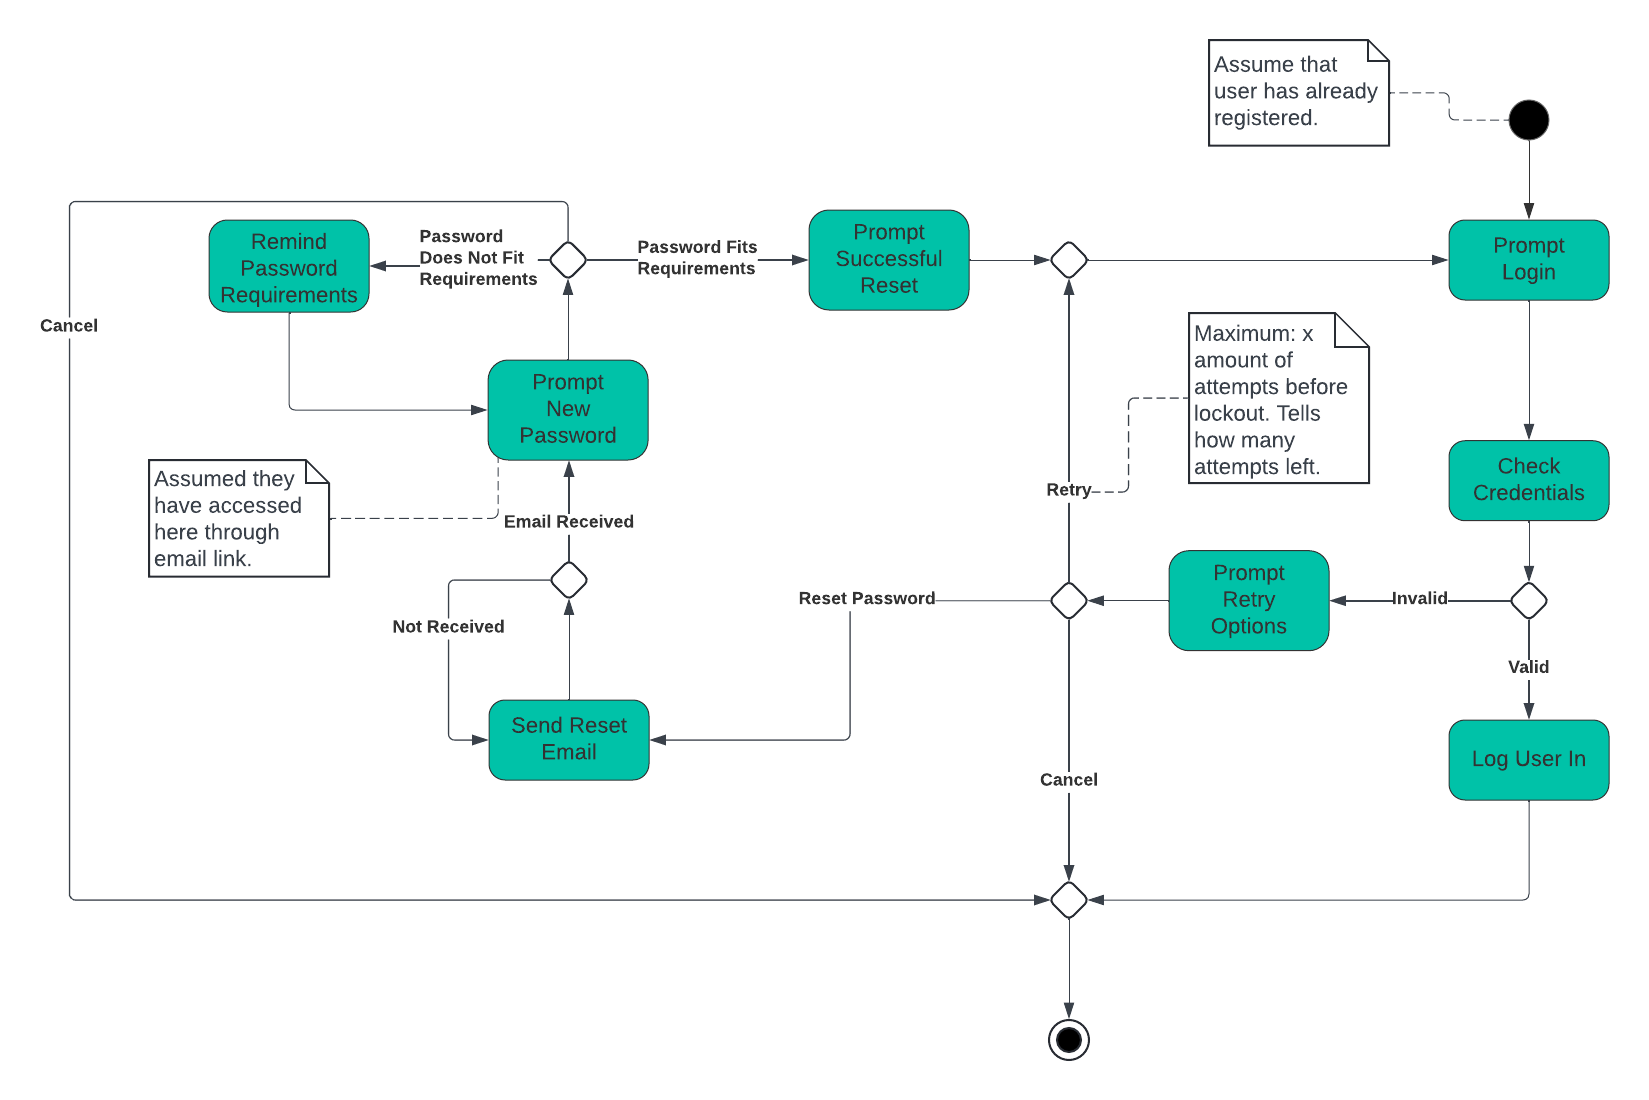 Assume that
user has already
registered.
Remind
Password
Requirements
Password
Does Not Fit
Requirements
Password Fits
Requirements
Prompt
Successful
Reset
Prompt
Login
Cancel
Maximum: x
amount of
attempts before
lockout. Tells
how many
attempts left.
Prompt
New
Password
Assumed they
have accessed
here through
email link.
Email Received
Retry
Check
Credentials
Not Received
Reset Password
Prompt
Retry
Options
Invalid
Valid
Send Reset
Email
Cancel
Log User In